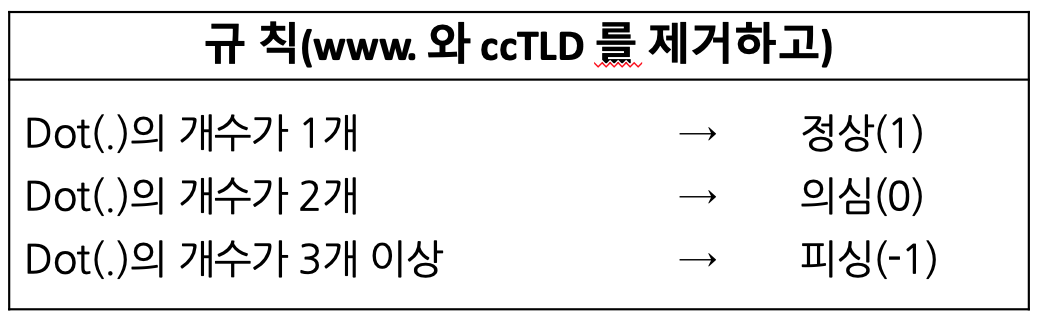 규 칙(www. 와 ccTLD 를 제거하고)
Dot(.)의 개수가 1개 → 정상(1)
Dot(.)의 개수가 2개 → 의심(0)
Dot(.)의 개수가 3개 이상 → 피싱(-1)